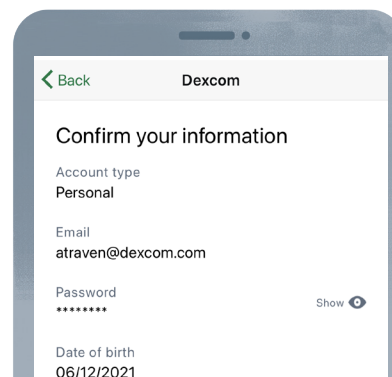 Back
Dexcom
Confirm your information
Account type
Personal
Email
atraven@dexcom.com
Password
********
Show
Date of birth
06/12/2021